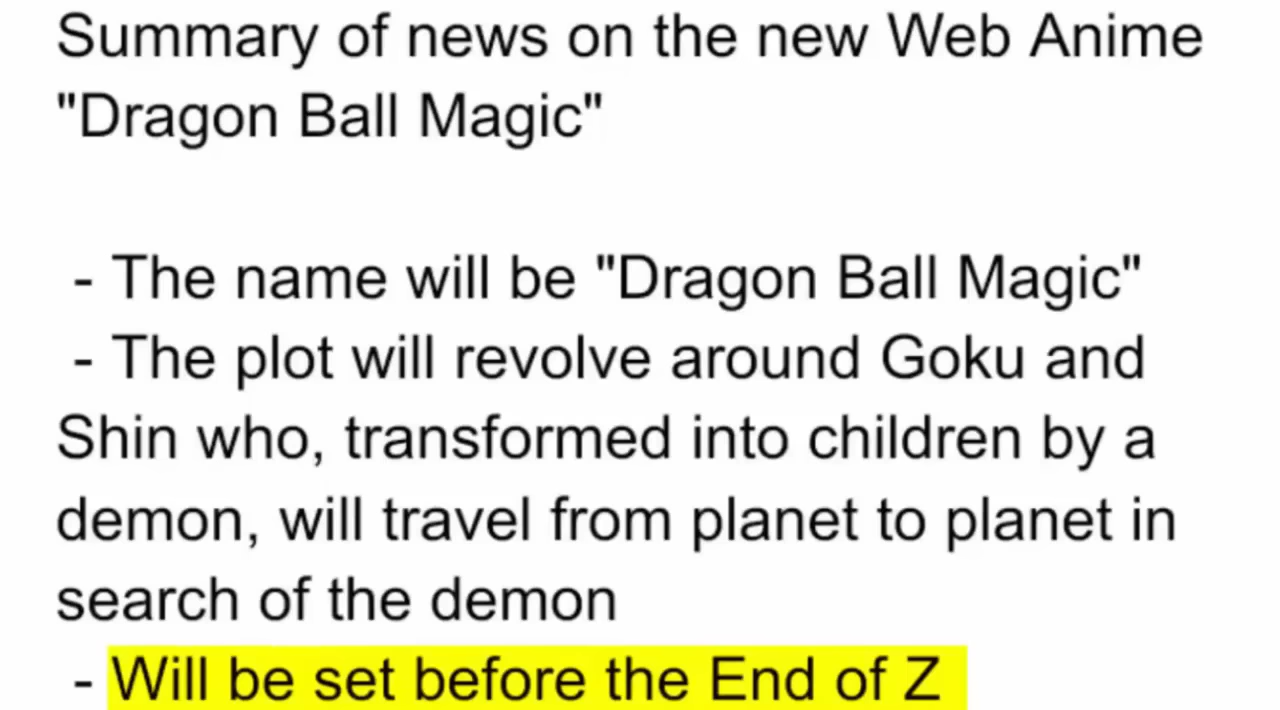 Summary of news on the new Web Anime
"Dragon Ball Magic"
- The name will be "Dragon Ball Magic"
- The plot will revolve around Goku and
Shin who, transformed into children by a
demon, will travel from planet to planet in
search of the demon
- Will be set before the End of Z